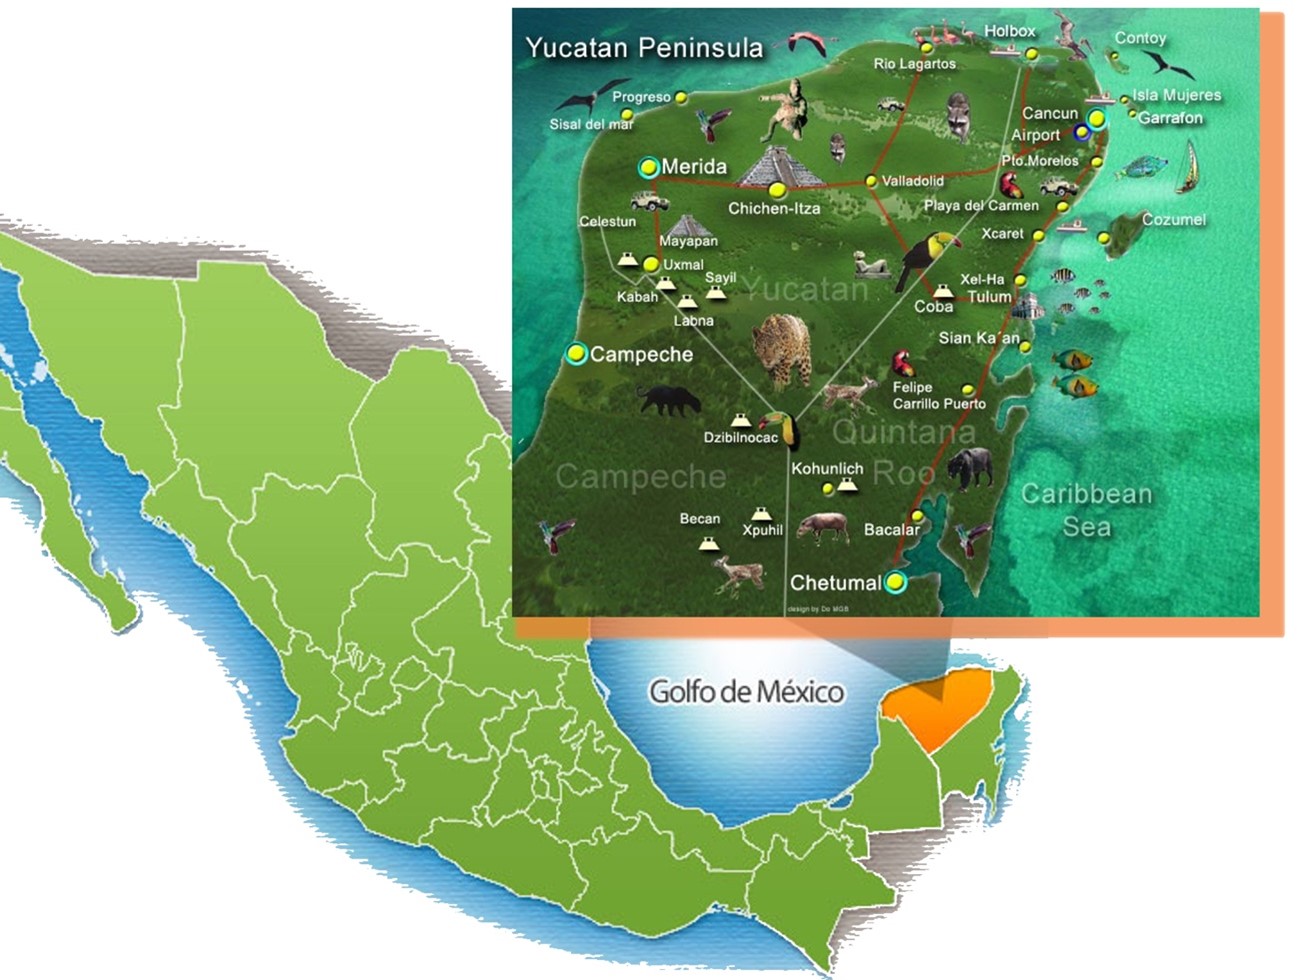 Yucatan Peninsula
Holbox
Contoy
Rio Lagartos
Progreso
Isla Mujeres
Sisal del mar
Cancun
Garrafon
Airport
Merida
Pto.Morelos
Valladolid
Chichen-Itza
Playa del Carmen
Celestun
Cozumel
Mayapan
Xcaret
Uxmal
Sayil
Xel-Ha
Kabah
Yucatan
Tulum
Labna
Coba
Sian Ka´an
Campeche
Felipe
Carrillo Puerto
Dzibilnocac
Quintana
Roo
Campeche
Kohunlich
Caribbean
Sea
Becan
Xpuhil
Bacalar
Chetumal
design by Do MGB
Golfo de México